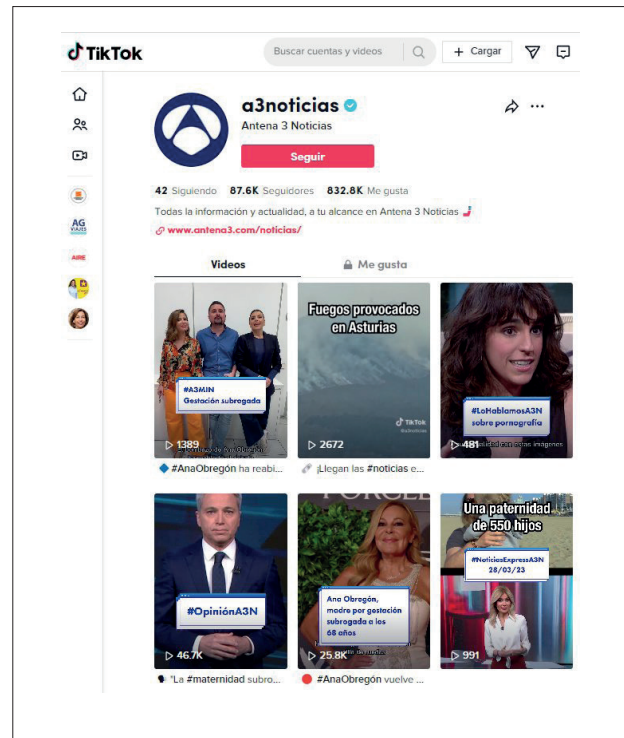 TikTok
Buscar cuentas y videos
+ Cargar
a3noticias
Antena 3 Noticias
Seguir
42 Siguiendo 87.6K Seguidores 832.8K Me gusta
Todas la información y actualidad, a tu alcance en Antena 3 Noticias
www.antena3.com/noticias/
AG
VIAJES
AIRE
Videos
Me gusta
#A3MIN
Gestación subregada
1389
#AnaObregón ha reabi...
Fuegos provocados
en Asturias
TikTok
2672
¡Llegan las #noticias e...
#LoHablamosA3N
sobre pornografía
481
#OpiniónA3N
46.7K
"La #maternidad subro...
Ana Obregón,
madre por gestación
subrogada a los
68 años
25.8K
#AnaObregón vuelve ...
Una paternidad
de 550 hijos
#NoticiasExpressA3N
28/03/23
991